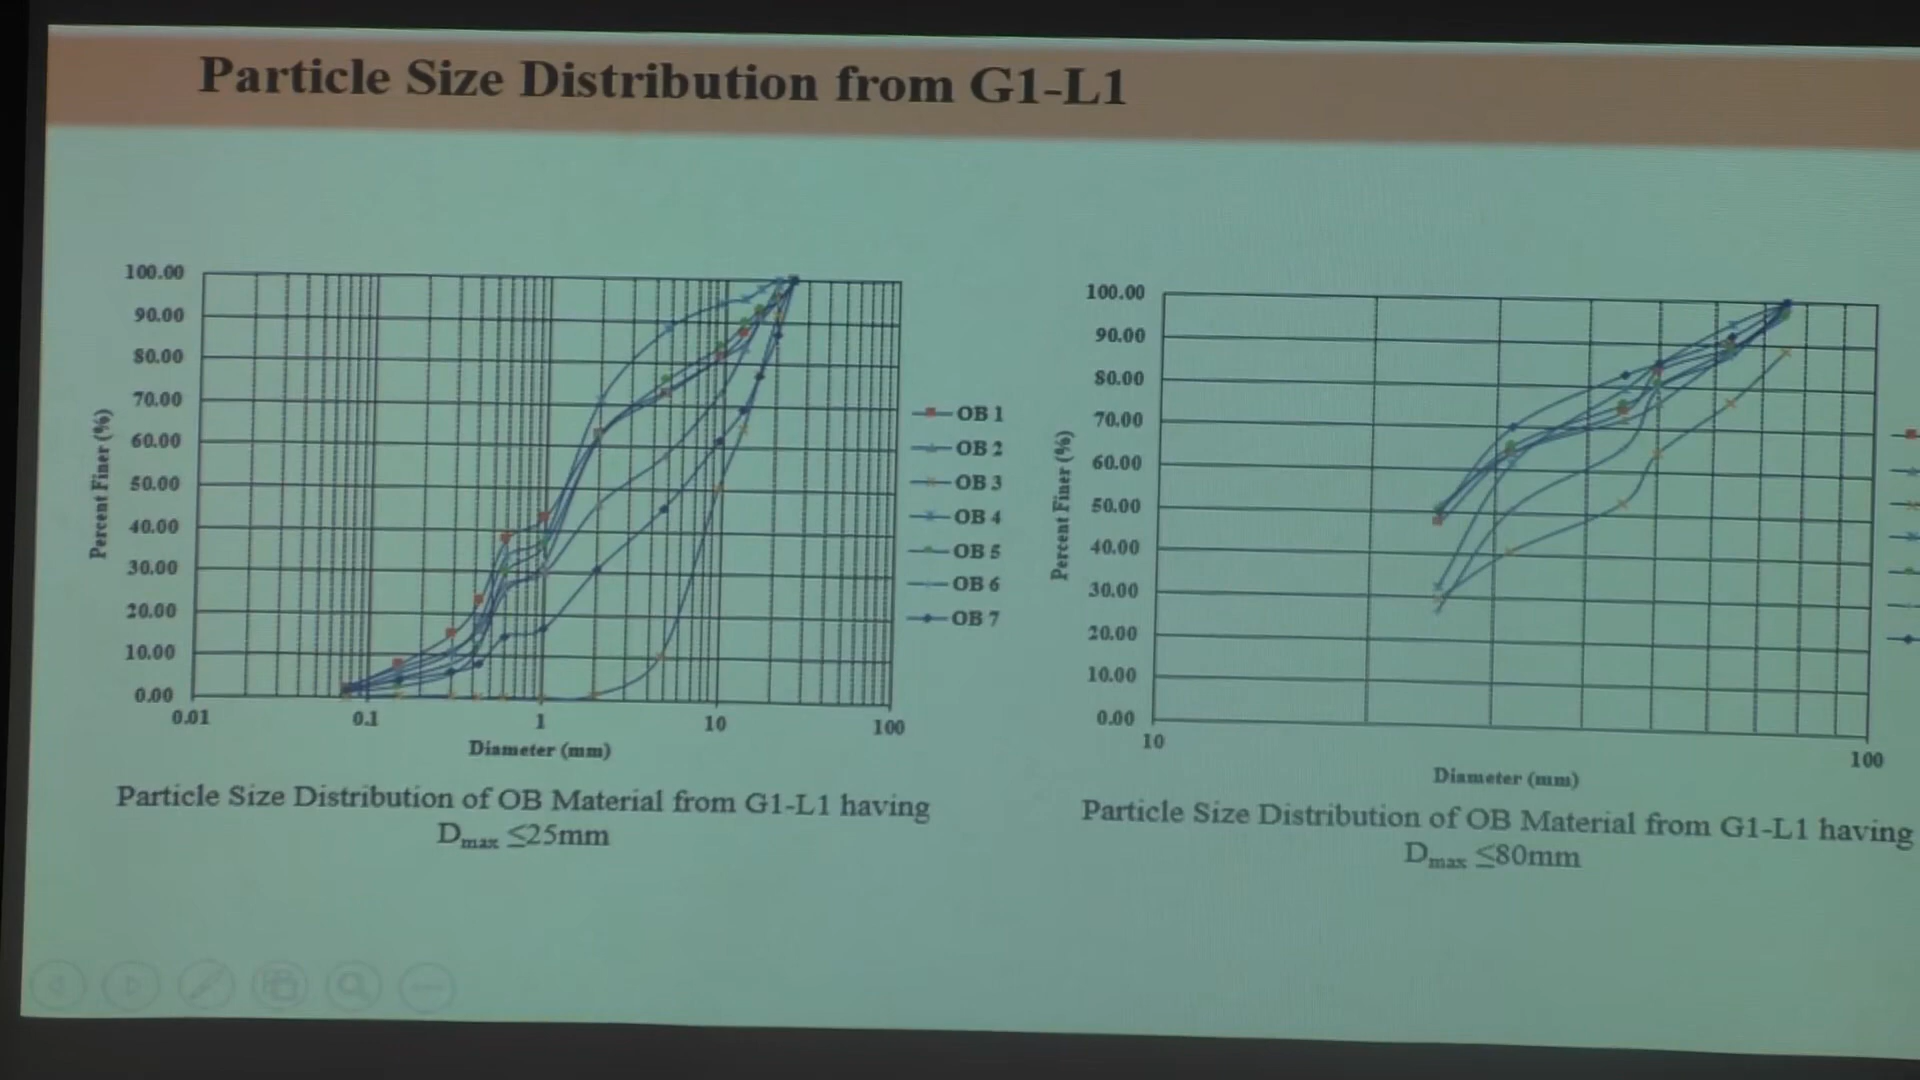 Particle Size Distribution from G1-L1
100.00
90.00
80.00
70.00
60.00
50.00
40.00
30.00
20.00
10.00
0.00
Percent Finer (%)
0.01
0.1
1
10
100
Diameter (mm)
OB 1
OB 2
OB 3
OB 4
OB 5
OB 6
OB 7
Particle Size Distribution of OB Material from G1-L1 having
Dmax ≤25mm
100.00
90.00
80.00
70.00
60.00
50.00
40.00
30.00
20.00
10.00
0.00
Percent Finer (%)
10
100
Diameter (mm)
Particle Size Distribution of OB Material from G1-L1 having
Dmax ≤80mm